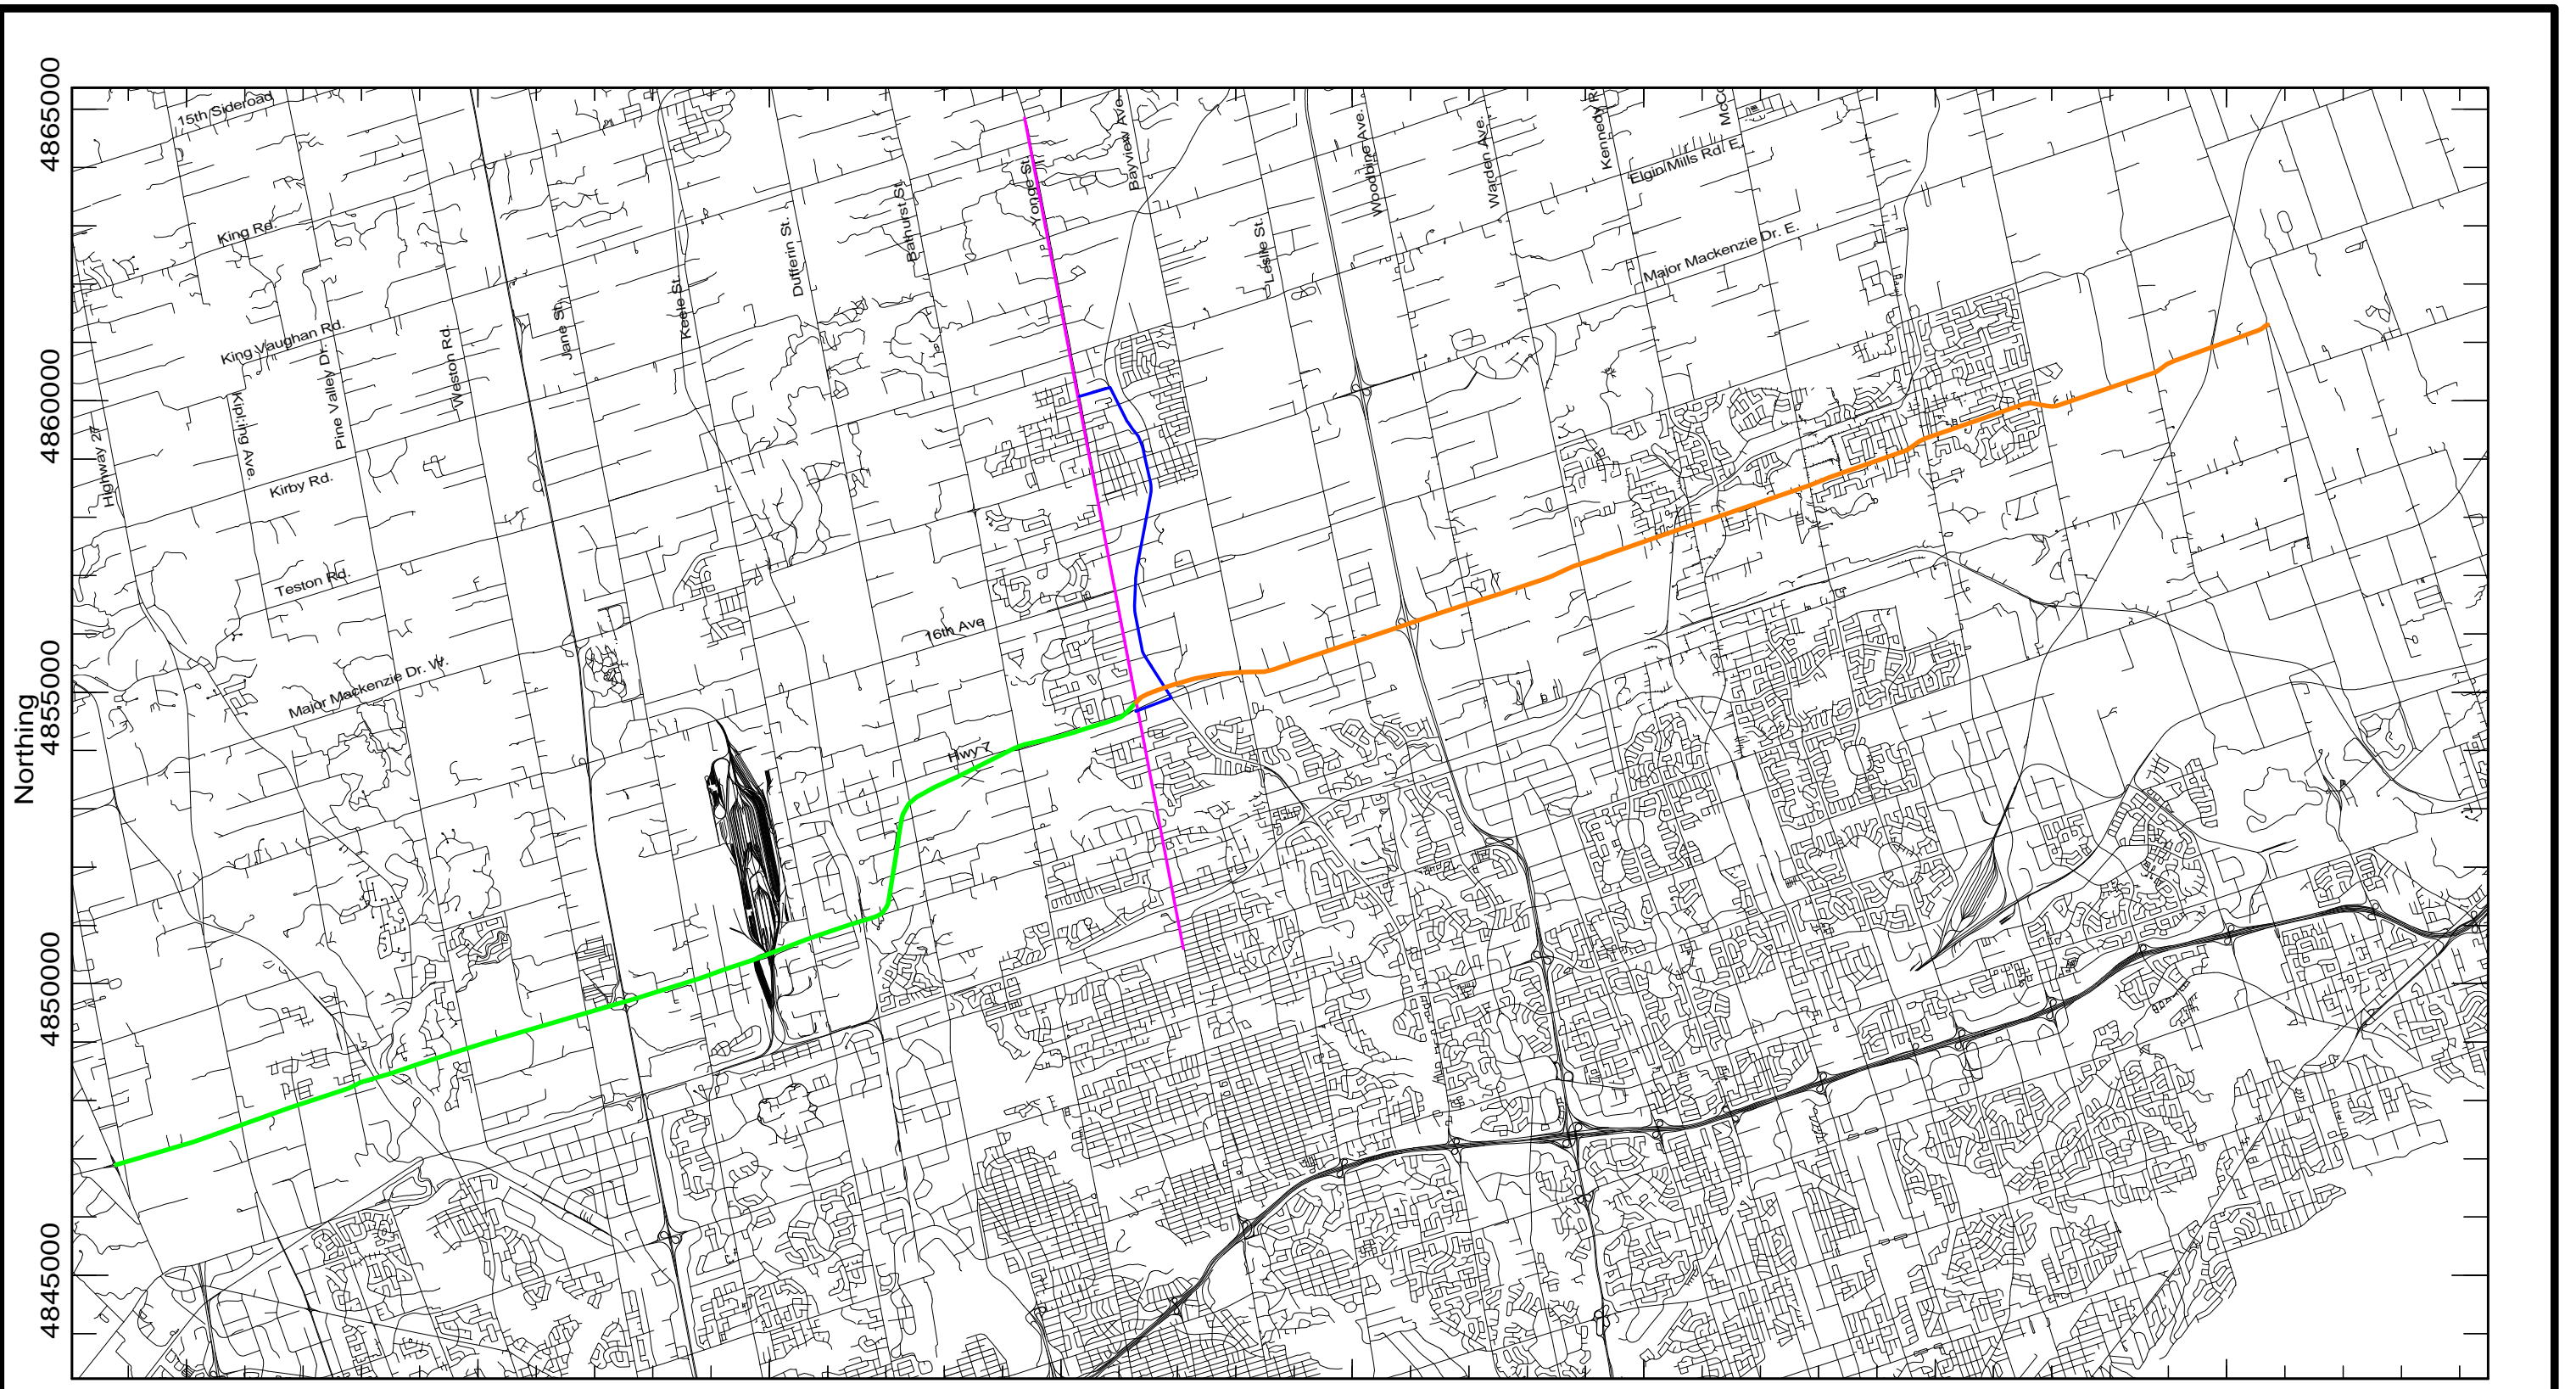 4865000
4860000
4855000
4850000
4845000
Northing
15th Sideroad
King Rd.
King Vaughan Rd.
Highway 27
Kipling Ave.
Pine Valley Dr.
Weston Rd.
Jane St.
Keele St.
Dufferin St.
Bathurst St.
Yonge St.
Bayview Ave.
Leslie St.
Woodbine Ave.
Warden Ave.
Elgin Mills Rd. E.
Major Mackenzie Dr. E.
Kirby Rd.
Teston Rd.
Major Mackenzie Dr. W.
16th Ave
Hwy 7